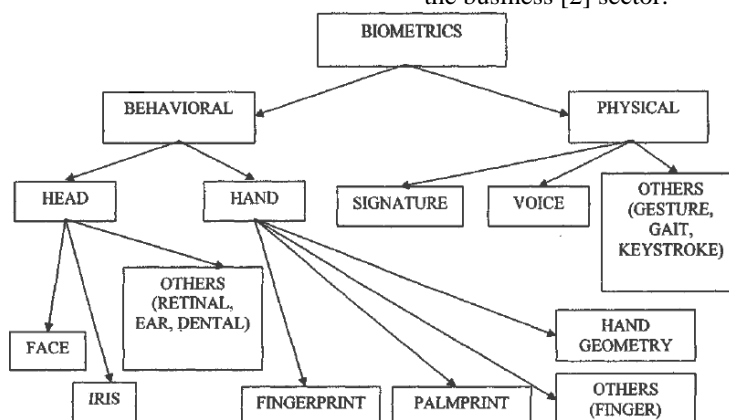 the business [2] sector.
BIOMETRICS
BEHAVIORAL
PHYSICAL
HEAD
HAND
SIGNATURE
VOICE
OTHERS
(GESTURE,
GAIT,
KEYSTROKE)
OTHERS
(RETINAL,
EAR, DENTAL)
FACE
IRIS
FINGERPRINT
PALMPRINT
HAND
GEOMETRY
OTHERS
(FINGER)